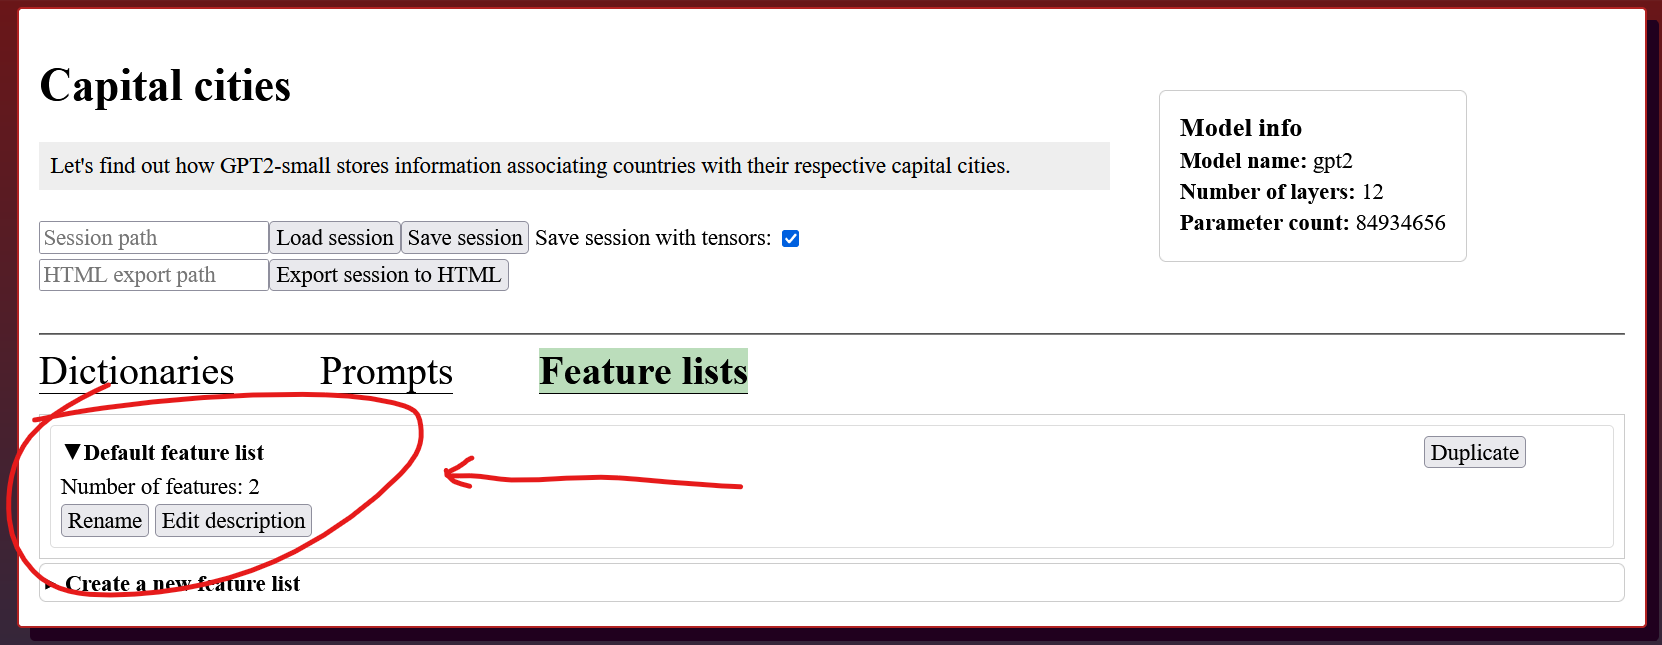 Capital cities
Let's find out how GPT2-small stores information associating countries with their respective capital cities.
Model info
Model name: gpt2
Number of layers: 12
Parameter count: 84934656
Session path Load session Save session Save session with tensors:
HTML export path Export session to HTML
Dictionaries Prompts Feature lists
▼Default feature list Duplicate
Number of features: 2
Rename Edit description
Create a new feature list